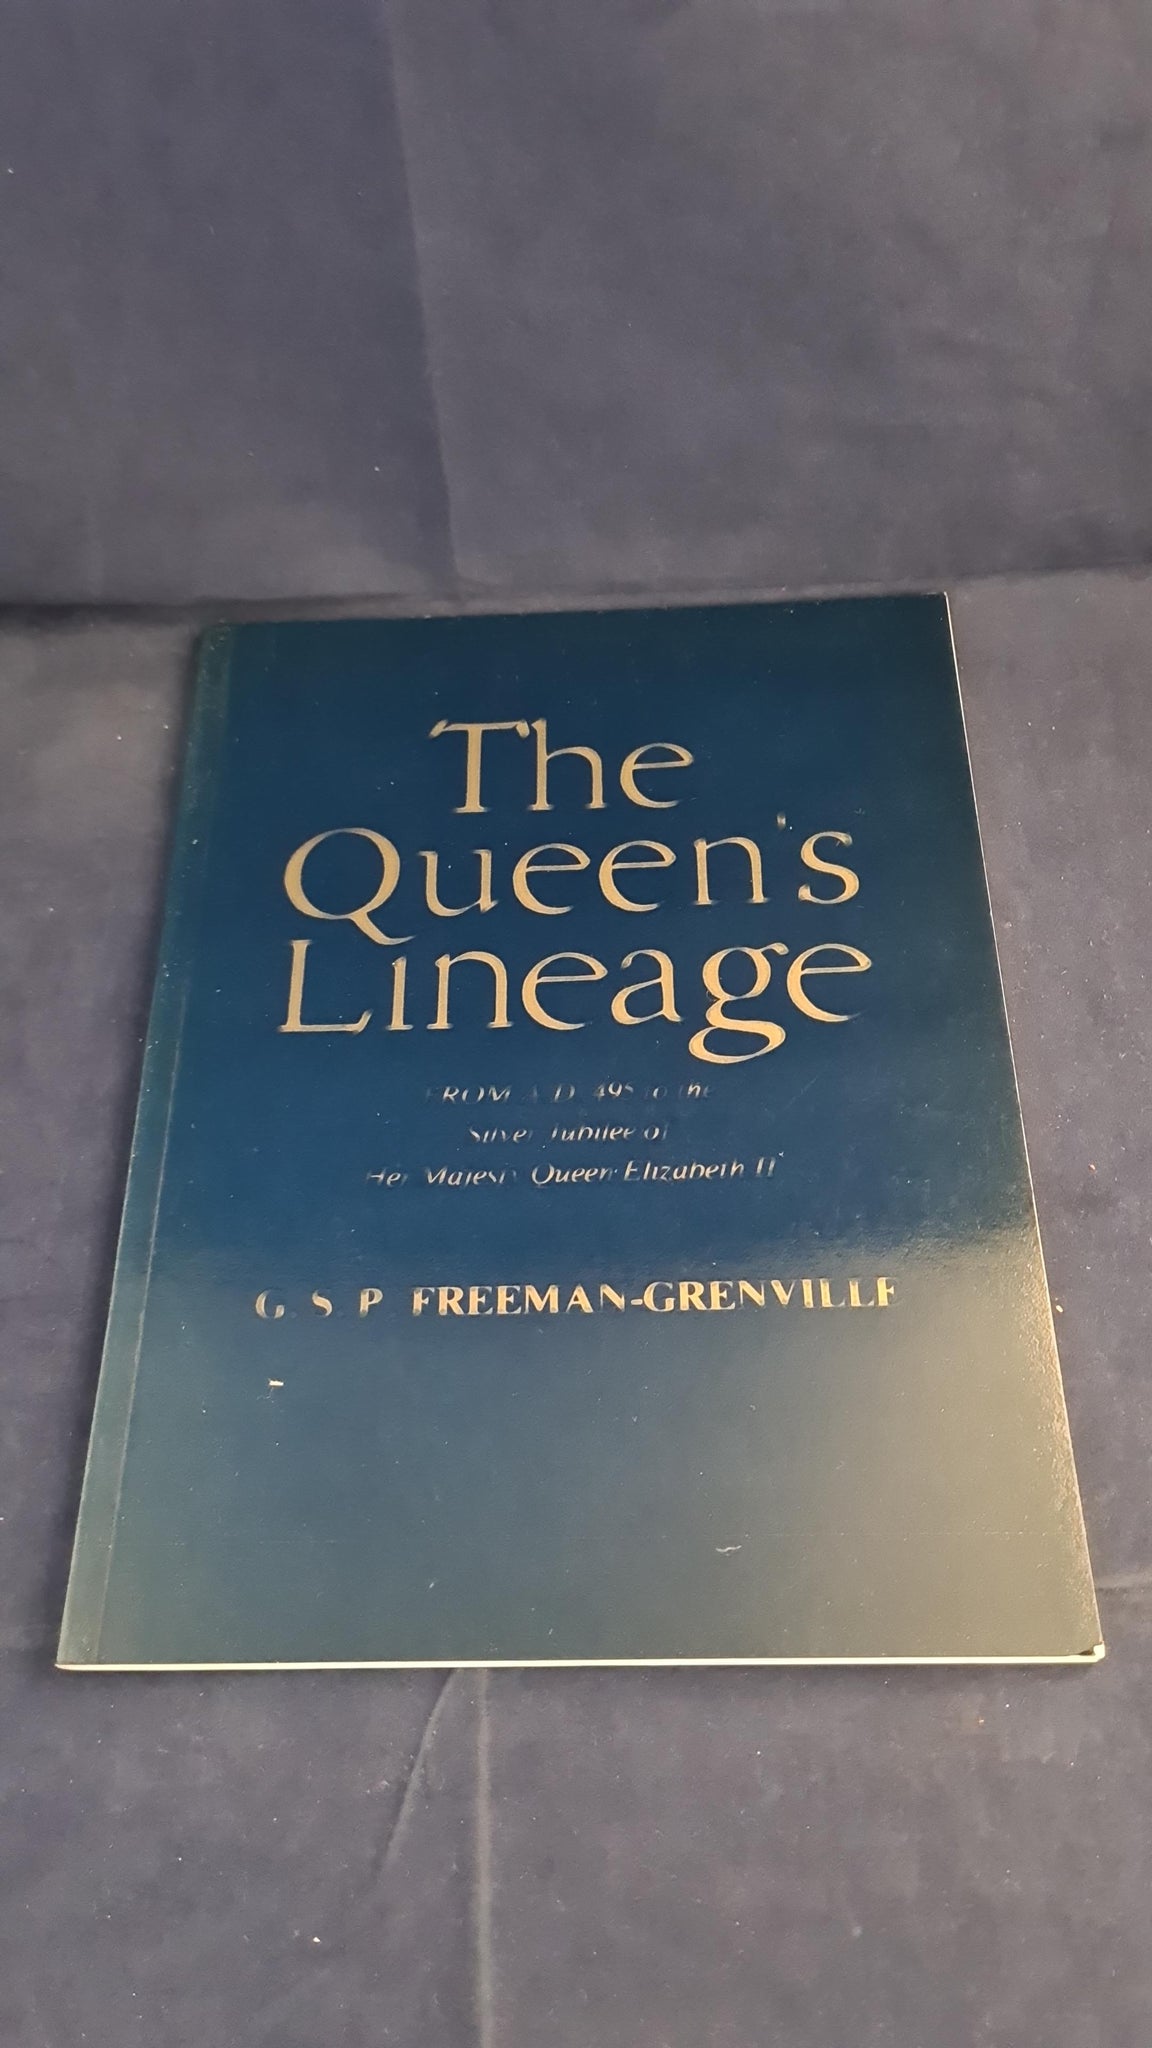 The
Queen's
Lineage
FROM A.D. 495 to the
Silver Jubilee of
Her Majesty Queen Elizabeth II
G. S. P. FREEMAN-GRENVILLE